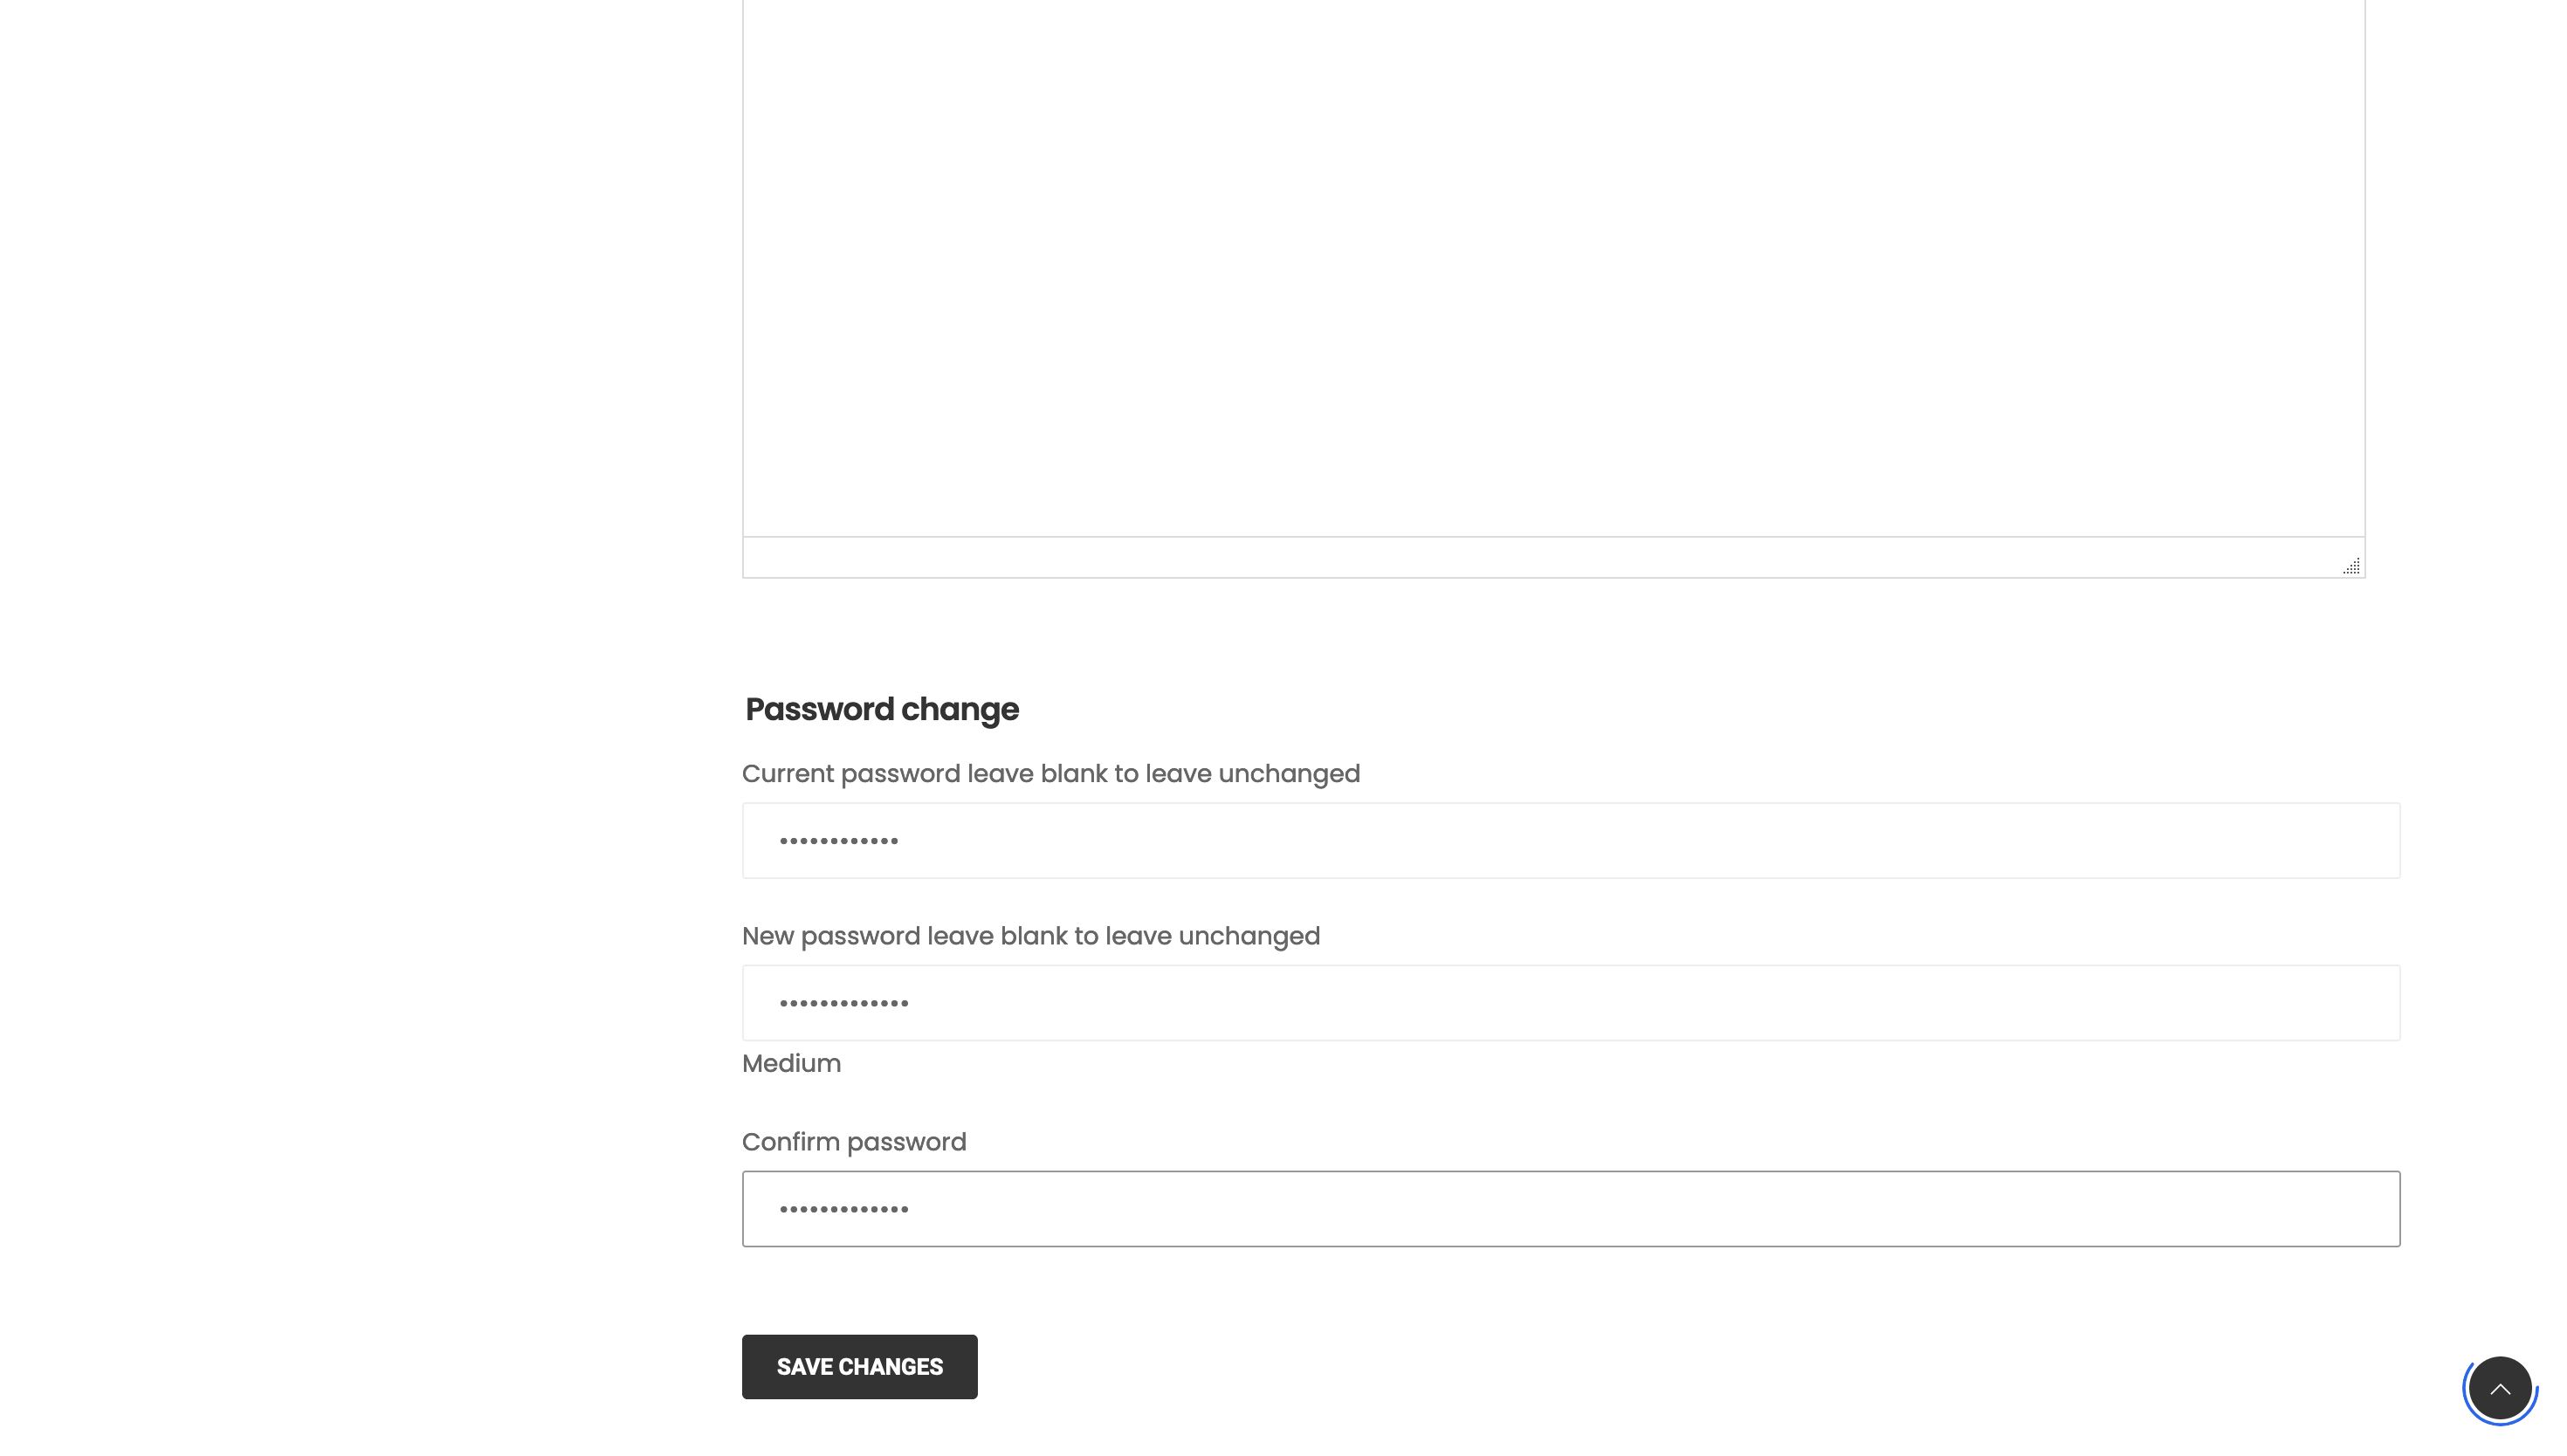 Password change
Current password leave blank to leave unchanged
••••••••••••
New password leave blank to leave unchanged
•••••••••••••
Medium
Confirm password
•••••••••••••
SAVE CHANGES